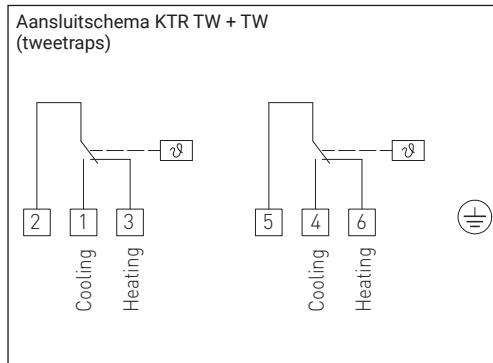 Aansluitschema KTR TW + TW
(tweetraps)
ϑ
ϑ
2
1
3
5
4
6
Cooling
Heating
Cooling
Heating